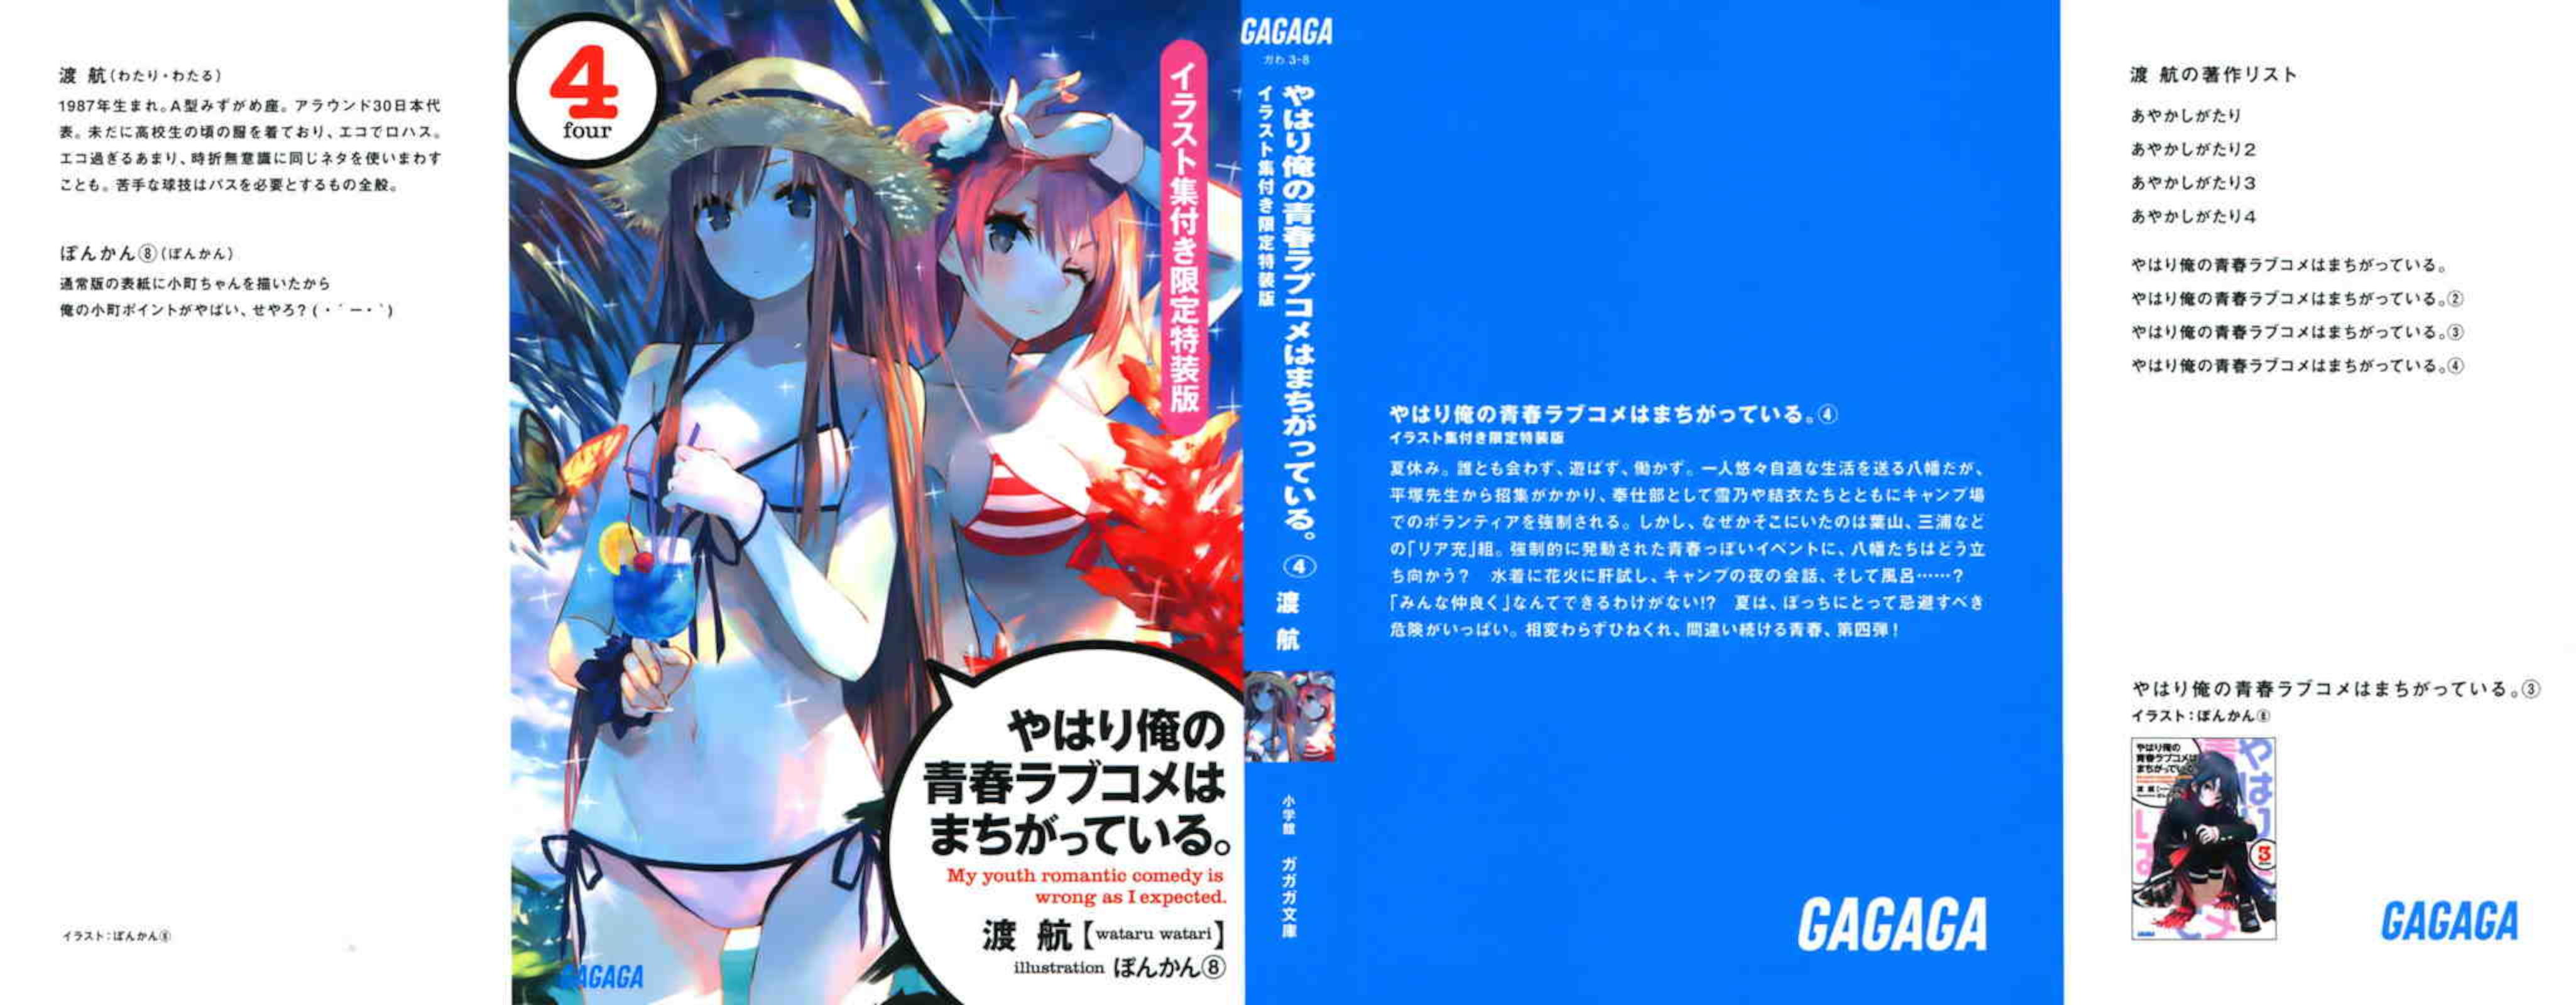 渡 航(わたり・わたる)
1987年生まれ。A型みずがめ座。アラウンド30日本代
表。未だに高校生の頃の服を着ており、エコでロハス。
エコ過ぎるあまり、時折無意識に同じネタを使いまわす
ことも。苦手な球技はパスを必要とするもの全般。
ぽんかん⑧(ぽんかん)
通常版の表紙に小町ちゃんを描いたから
俺の小町ポイントがやばい、せやろ?(・´ー・`)
イラスト:ぽんかん⑧
4
four
イラスト集付き限定特装版
やはり俺の
青春ラブコメは
まちがっている。
My youth romantic comedy is
wrong as I expected.
渡 航【wataru watari】
illustration ぽんかん⑧
GAGAGA
GAGAGA
ガわ 3-8
やはり俺の青春ラブコメはまちがっている。④
イラスト集付き限定特装版
渡 航
小学館 ガガガ文庫
やはり俺の青春ラブコメはまちがっている。④
イラスト集付き限定特装版
夏休み。誰とも会わず、遊ばず、働かず。一人悠々自適な生活を送る八幡だが、
平塚先生から招集がかかり、奉仕部として雪乃や結衣たちとともにキャンプ場
でのボランティアを強制される。しかし、なぜかそこにいたのは葉山、三浦など
の「リア充」組。強制的に発動された青春っぽいイベントに、八幡たちはどう立
ち向かう? 水着に花火に肝試し、キャンプの夜の会話、そして風呂……?
「みんな仲良く」なんてできるわけがない!? 夏は、ぼっちにとって忌避すべき
危険がいっぱい。相変わらずひねくれ、間違い続ける青春、第四弾!
GAGAGA
渡 航の著作リスト
あやかしがたり
あやかしがたり2
あやかしがたり3
あやかしがたり4
やはり俺の青春ラブコメはまちがっている。
やはり俺の青春ラブコメはまちがっている。②
やはり俺の青春ラブコメはまちがっている。③
やはり俺の青春ラブコメはまちがっている。④
やはり俺の青春ラブコメはまちがっている。③
イラスト:ぽんかん⑧
やはり俺の
青春ラブコメは
まちがっている。
3
GAGAGA